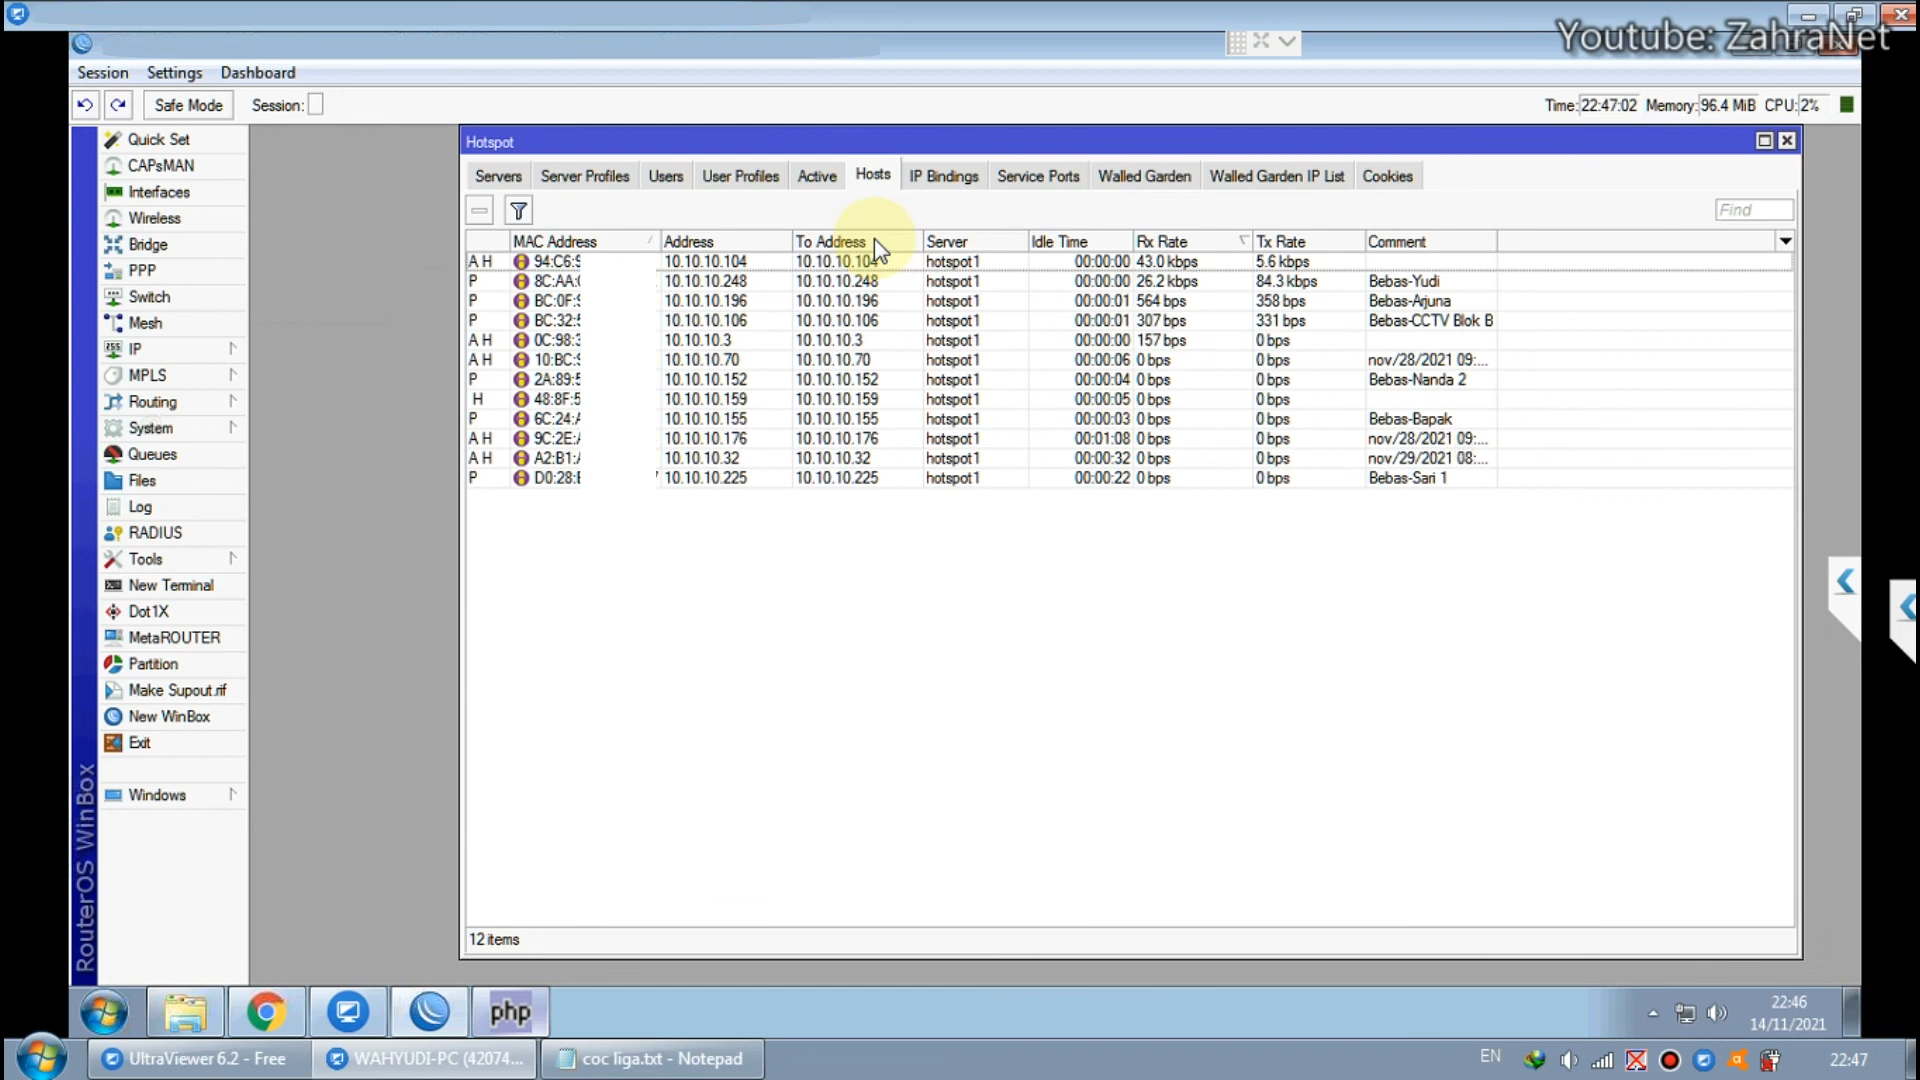 Youtube: ZahraNet
Session Settings Dashboard
Safe Mode Session: Time: 22:47:02 Memory: 96.4 MiB CPU: 2%
Quick Set
CAPsMAN
Interfaces
Wireless
Bridge
PPP
Switch
Mesh
IP
MPLS
Routing
System
Queues
Files
Log
RADIUS
Tools
New Terminal
Dot1X
MetaROUTER
Partition
Make Supout.rif
New WinBox
Exit
Windows
RouterOS WinBox
Hotspot
Servers Server Profiles Users User Profiles Active Hosts IP Bindings Service Ports Walled Garden Walled Garden IP List Cookies
Find
MAC Address Address To Address Server Idle Time Rx Rate Tx Rate Comment
A H 94:C6:9 10.10.10.104 10.10.10.104 hotspot1 00:00:00 43.0 kbps 5.6 kbps
P 8C:AA: 10.10.10.248 10.10.10.248 hotspot1 00:00:00 26.2 kbps 84.3 kbps Bebas-Yudi
P BC:0F: 10.10.10.196 10.10.10.196 hotspot1 00:00:01 564 bps 358 bps Bebas-Arjuna
P BC:32: 10.10.10.106 10.10.10.106 hotspot1 00:00:01 307 bps 331 bps Bebas-CCTV Blok B
A H 0C:98: 10.10.10.3 10.10.10.3 hotspot1 00:00:00 157 bps 0 bps
A H 10:BC: 10.10.10.70 10.10.10.70 hotspot1 00:00:06 0 bps 0 bps nov/28/2021 09:...
P 2A:89: 10.10.10.152 10.10.10.152 hotspot1 00:00:04 0 bps 0 bps Bebas-Nanda 2
H 48:8F: 10.10.10.159 10.10.10.159 hotspot1 00:00:05 0 bps 0 bps
P 6C:24: 10.10.10.155 10.10.10.155 hotspot1 00:00:03 0 bps 0 bps Bebas-Bapak
A H 9C:2E: 10.10.10.176 10.10.10.176 hotspot1 00:01:08 0 bps 0 bps nov/28/2021 09:...
A H A2:B1: 10.10.10.32 10.10.10.32 hotspot1 00:00:32 0 bps 0 bps nov/29/2021 08:...
P D0:28: 10.10.10.225 10.10.10.225 hotspot1 00:00:22 0 bps 0 bps Bebas-Sari 1
12 items
php
22:46
14/11/2021
UltraViewer 6.2 - Free WAHYUDI-PC (42074... coc liga.txt - Notepad EN 22:47